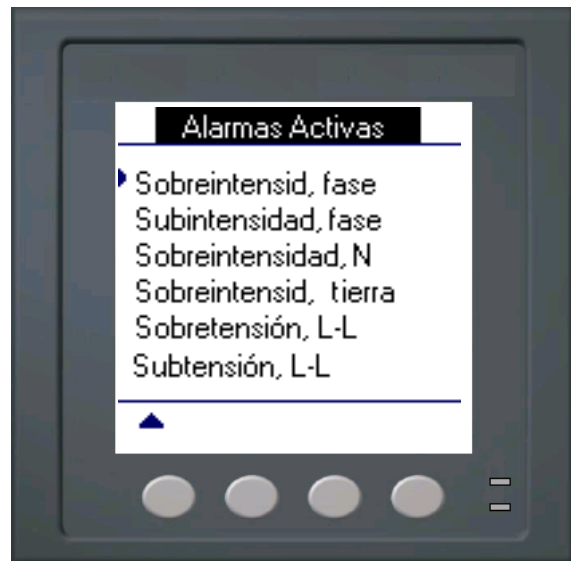 Alarmas Activas
Sobreintensid, fase
Subintensidad, fase
Sobreintensidad, N
Sobreintensid, tierra
Sobretensión, L-L
Subtensión, L-L